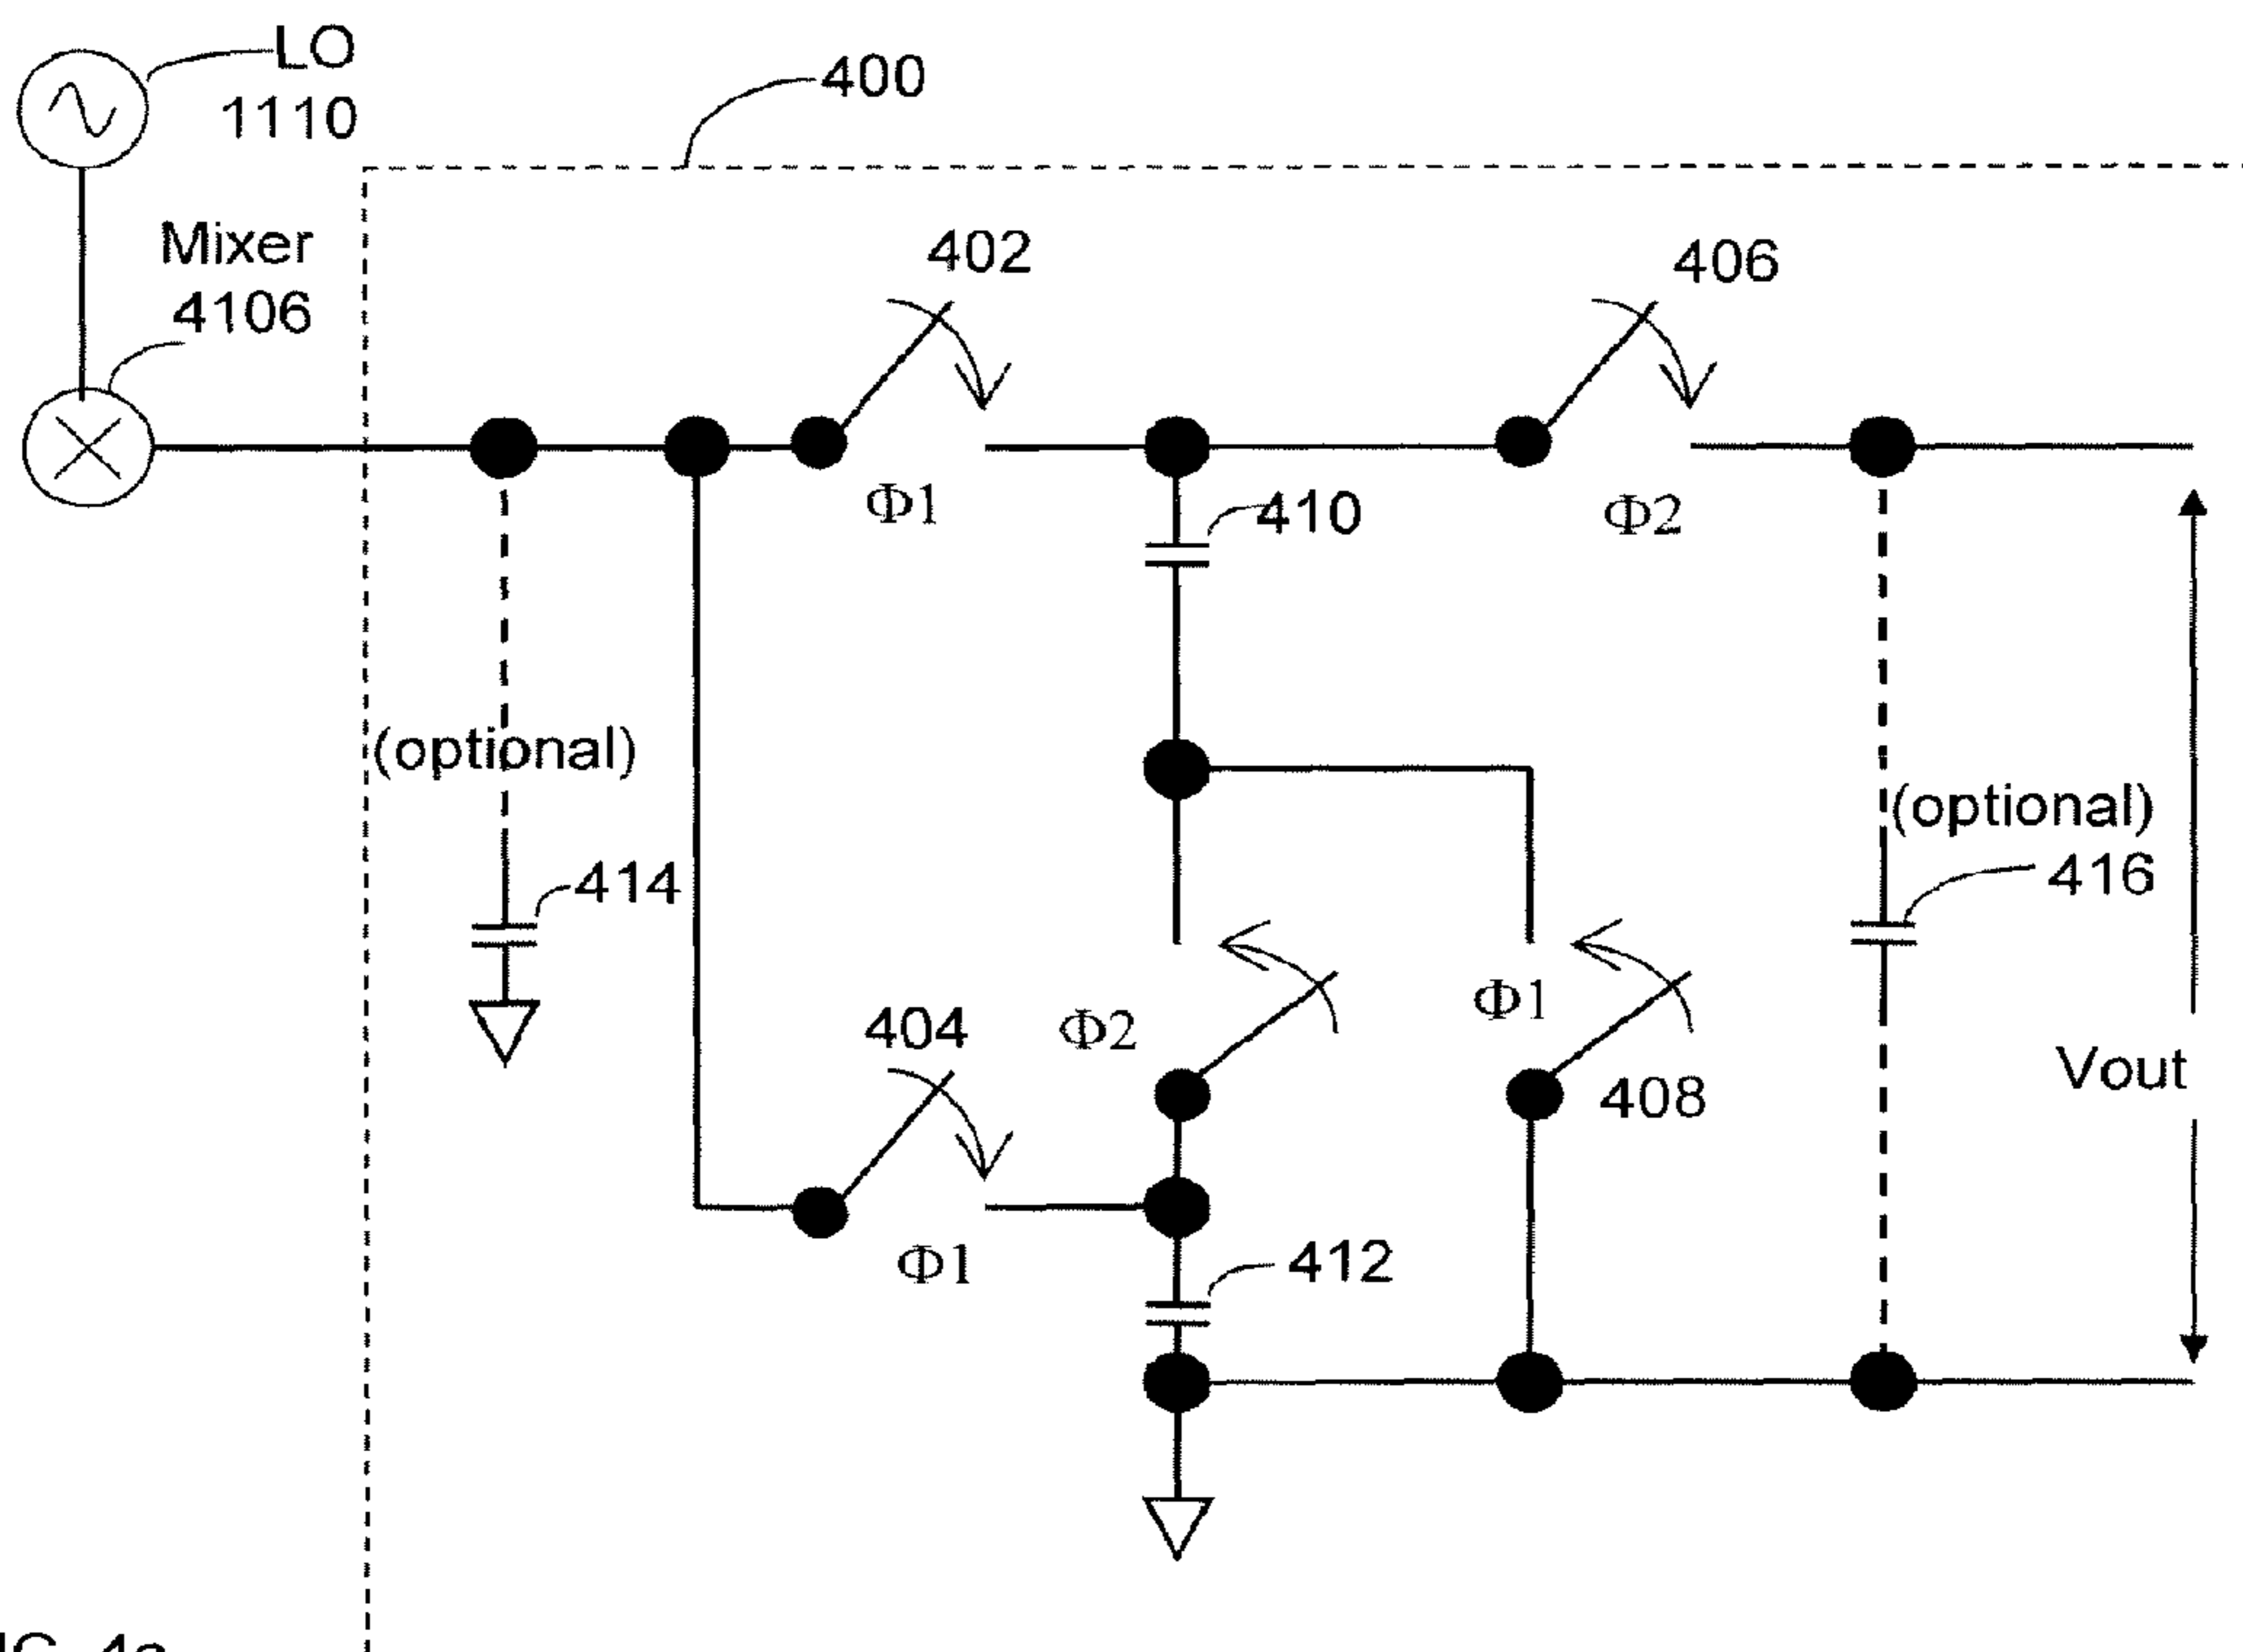 LO
1110
400
Mixer
4106
402
406
Φ1
410
Φ2
(optional)
(optional)
416
414
Φ1
404
Φ2
Vout
408
Φ1
412